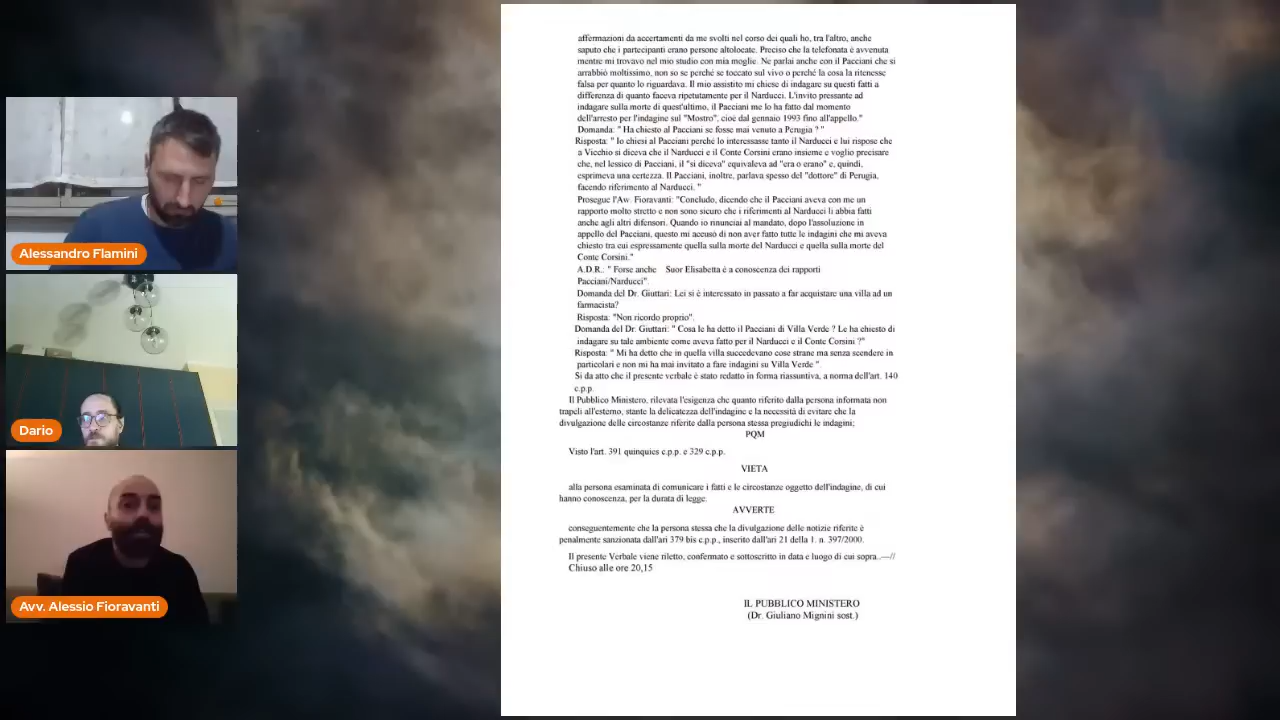 Alessandro Flamini
Dario
Avv. Alessio Fioravanti
affermazioni da accertamenti da me svolti nel corso dei quali ho, tra l'altro, anche
saputo che i partecipanti erano persone altolocate. Preciso che la telefonata è avvenuta
mentre mi trovavo nel mio studio con mia moglie. Ne parlai anche con il Pacciani che si
arrabbiò moltissimo, non so se perché se toccato sul vivo o perché la cosa la ritenesse
falsa per quanto lo riguardava. Il mio assistito mi chiese di indagare su questi fatti a
differenza di quanto faceva ripetutamente per il Narducci. L'invito pressante ad
indagare sulla morte di quest'ultimo, il Pacciani me lo ha fatto dal momento
dell'arresto per l'indagine sul "Mostro", cioè dal gennaio 1993 fino all'appello."
Domanda: " Ha chiesto al Pacciani se fosse mai venuto a Perugia ? "
Risposta: " Io chiesi al Pacciani perché lo interessasse tanto il Narducci e lui rispose che
a Vicchio si diceva che il Narducci e il Conte Corsini erano insieme e voglio precisare
che, nel lessico di Pacciani, il "si diceva" equivaleva ad "era o erano" e, quindi,
esprimeva una certezza. Il Pacciani, inoltre, parlava spesso del "dottore" di Perugia,
facendo riferimento al Narducci. "
Prosegue l'Aw. Fioravanti: "Concludo, dicendo che il Pacciani aveva con me un
rapporto molto stretto e non sono sicuro che i riferimenti al Narducci li abbia fatti
anche agli altri difensori. Quando io rinunciai al mandato, dopo l'assoluzione in
appello del Pacciani, questo mi accusò di non aver fatto tutte le indagini che mi aveva
chiesto tra cui espressamente quella sulla morte del Narducci e quella sulla morte del
Conte Corsini."
A.D.R.: " Forse anche Suor Elisabetta è a conoscenza dei rapporti
Pacciani/Narducci".
Domanda del Dr. Giuttari: Lei si è interessato in passato a far acquistare una villa ad un
farmacista?
Risposta: "Non ricordo proprio".
Domanda del Dr. Giuttari: " Cosa le ha detto il Pacciani di Villa Verde ? Le ha chiesto di
indagare su tale ambiente come aveva fatto per il Narducci e il Conte Corsini ?"
Risposta: " Mi ha detto che in quella villa succedevano cose strane ma senza scendere in
particolari e non mi ha mai invitato a fare indagini su Villa Verde ".
Si da atto che il presente verbale è stato redatto in forma riassuntiva, a norma dell'art. 140
c.p.p.
Il Pubblico Ministero, rilevata l'esigenza che quanto riferito dalla persona informata non
trapeli all'esterno, stante la delicatezza dell'indagine e la necessità di evitare che la
divulgazione delle circostanze riferite dalla persona stessa pregiudichi le indagini;
PQM
Visto l'art. 391 quinquies c.p.p. e 329 c.p.p.
VIETA
alla persona esaminata di comunicare i fatti e le circostanze oggetto dell'indagine, di cui
hanno conoscenza, per la durata di legge.
AVVERTE
conseguentemente che la persona stessa che la divulgazione delle notizie riferite è
penalmente sanzionata dall'ari 379 bis c.p.p., inserito dall'ari 21 della 1. n. 397/2000.
Il presente Verbale viene riletto, confermato e sottoscritto in data e luogo di cui sopra..—//
Chiuso alle ore 20,15
IL PUBBLICO MINISTERO
(Dr. Giuliano Mignini sost.)